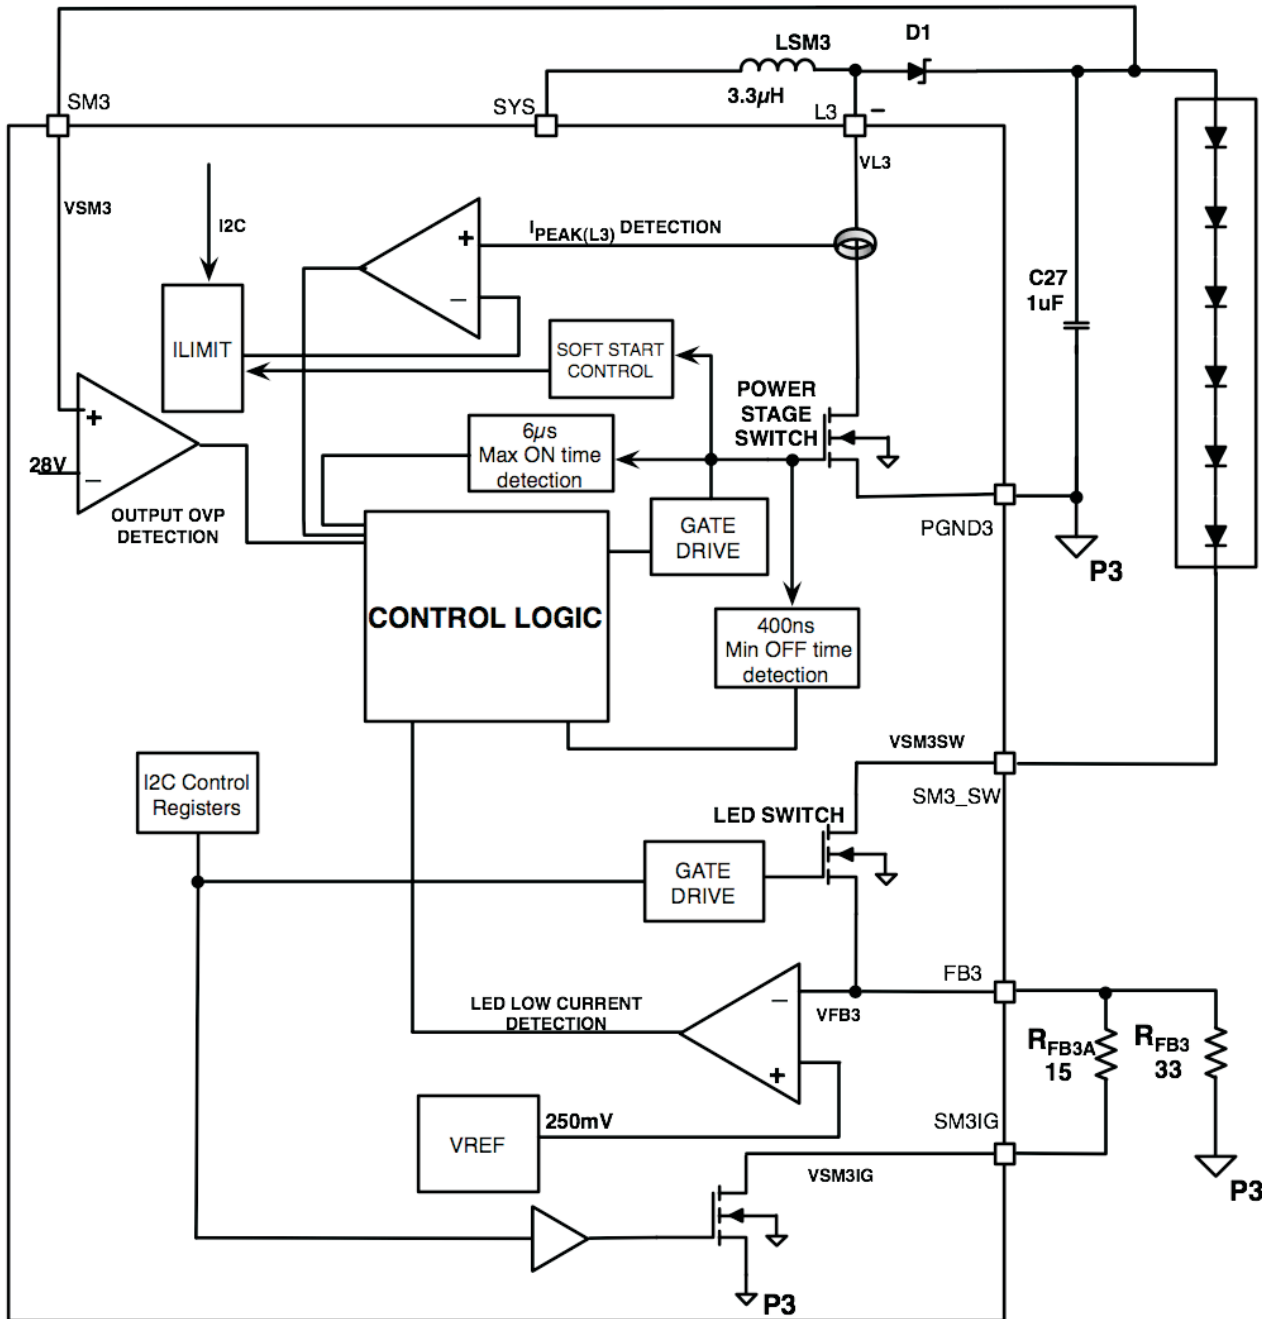 LSM3
D1
3.3µH
SM3
SYS
L3
–
VL3
VSM3
I2C
IPEAK(L3) DETECTION
+
–
C27
1uF
ILIMIT
SOFT START
CONTROL
POWER
STAGE
SWITCH
+
28V
–
6µs
Max ON time
detection
OUTPUT OVP
DETECTION
GATE
DRIVE
PGND3
P3
CONTROL LOGIC
400ns
Min OFF time
detection
VSM3SW
I2C Control
Registers
SM3_SW
LED SWITCH
GATE
DRIVE
FB3
LED LOW CURRENT
DETECTION
–
VFB3
+
RFB3A
15
RFB3
33
VREF
250mV
SM3IG
VSM3IG
P3
P3